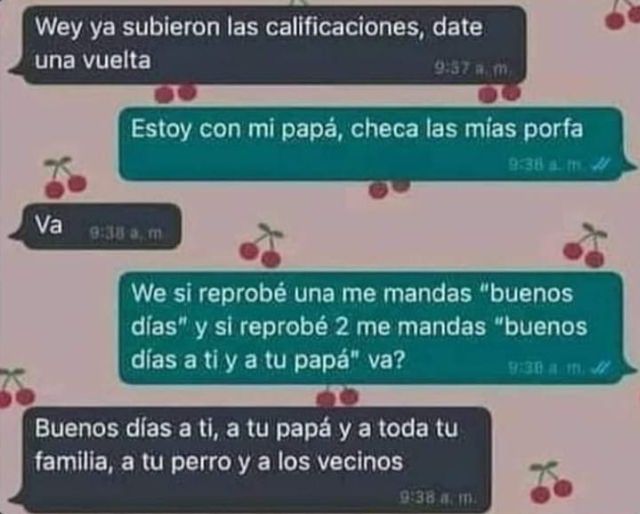 Wey ya subieron las calificaciones, date
una vuelta
9:37 a. m.
Estoy con mi papá, checa las mías porfa
9:38 a. m.
Va
9:38 a. m.
We si reprobé una me mandas "buenos
días" y si reprobé 2 me mandas "buenos
días a ti y a tu papá" va?
9:38 a. m.
Buenos días a ti, a tu papá y a toda tu
familia, a tu perro y a los vecinos
9:38 a. m.